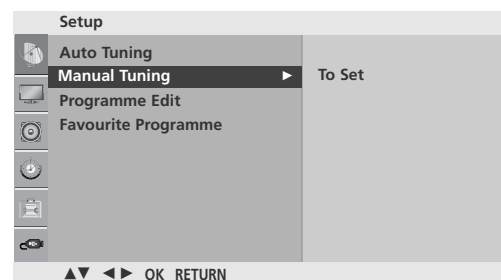 Setup
Auto Tuning
Manual Tuning ► To Set
Programme Edit
Favourite Programme
▲▼ ◄► OK RETURN